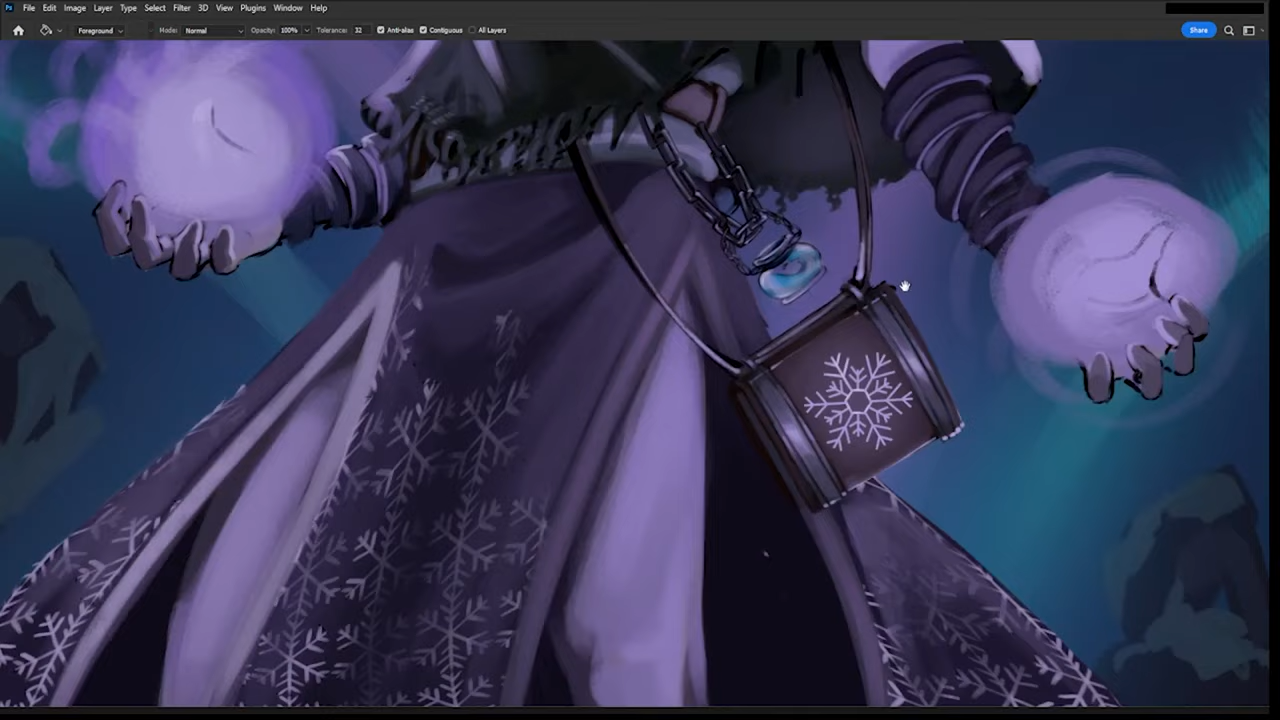 Ps File Edit Image Layer Type Select Filter 3D View Plugins Window Help
Foreground Mode: Normal Opacity: 100% Tolerance: 32 Anti-alias Contiguous All Layers Share